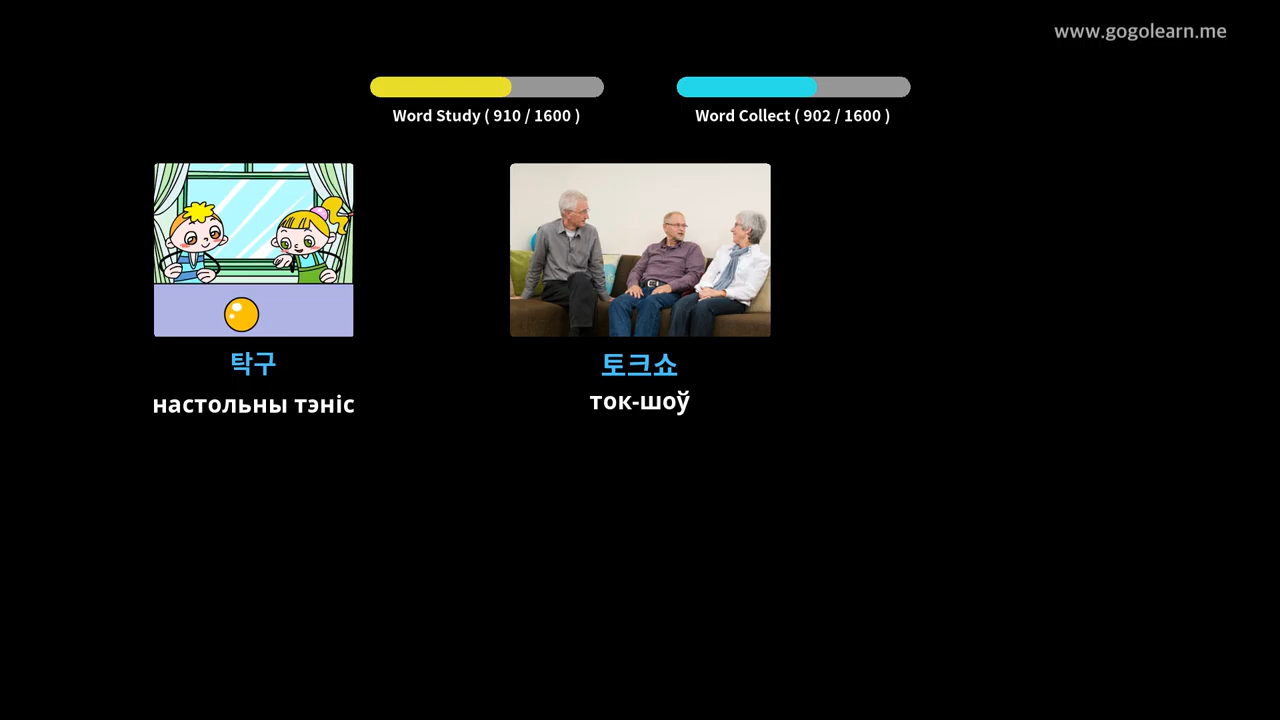 www.gogolearn.me
Word Study ( 910 / 1600 )
Word Collect ( 902 / 1600 )
탁구
настольны тэніс
토크쇼
ток-шоў